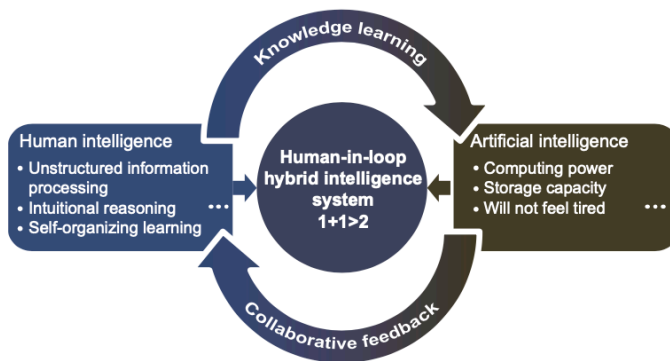 Knowledge learning
Human intelligence
• Unstructured information
processing
• Intuitional reasoning
• Self-organizing learning
...
Human-in-loop
hybrid intelligence
system
1+1>2
Artificial intelligence
• Computing power
• Storage capacity
• Will not feel tired
...
Collaborative feedback